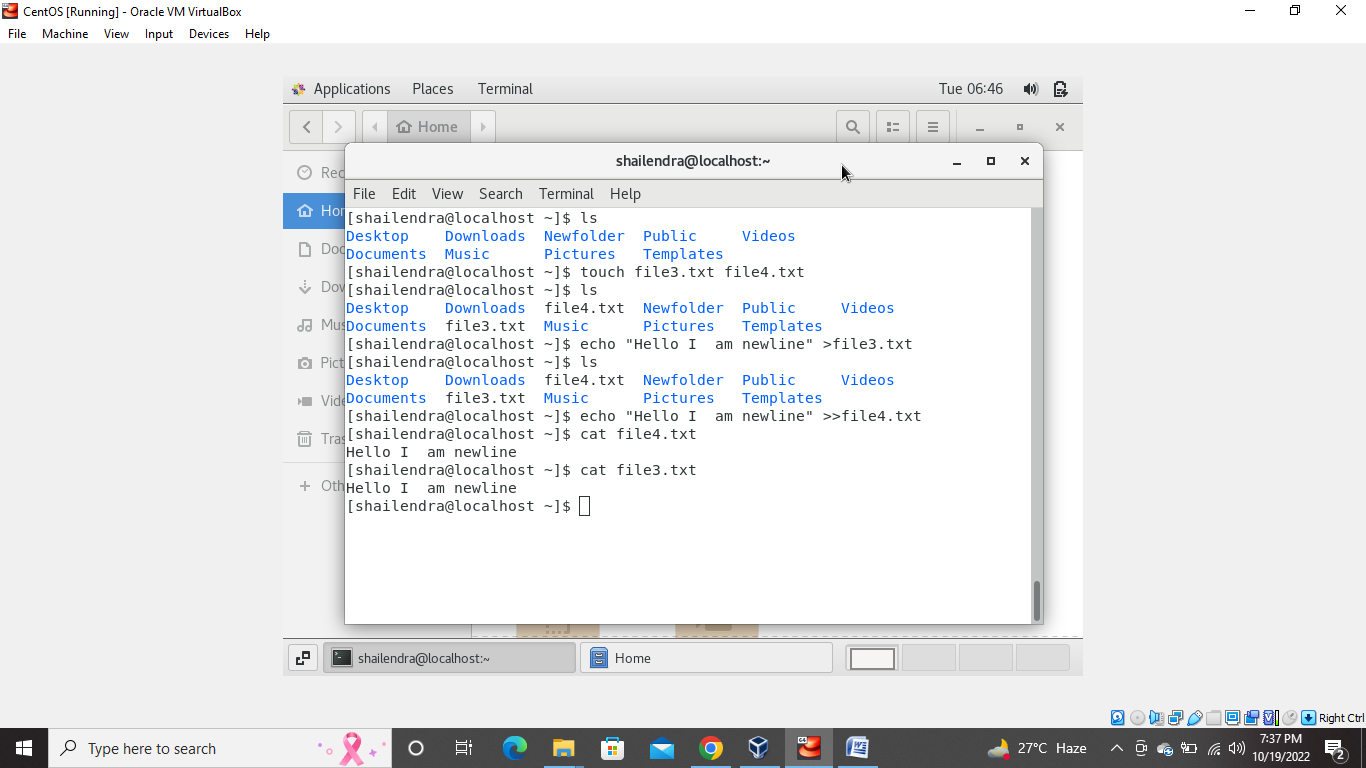 CentOS [Running] - Oracle VM VirtualBox
File Machine View Input Devices Help
Applications Places Terminal Tue 06:46
Home
shailendra@localhost:~
File Edit View Search Terminal Help
Rec
Hom
Doc
Dow
Mus
Pict
Vide
Tras
Oth
[shailendra@localhost ~]$ ls
Desktop    Downloads  Newfolder  Public     Videos
Documents  Music      Pictures   Templates
[shailendra@localhost ~]$ touch file3.txt file4.txt
[shailendra@localhost ~]$ ls
Desktop    Downloads  file4.txt  Newfolder  Public     Videos
Documents  file3.txt  Music      Pictures   Templates
[shailendra@localhost ~]$ echo "Hello I  am newline" >file3.txt
[shailendra@localhost ~]$ ls
Desktop    Downloads  file4.txt  Newfolder  Public     Videos
Documents  file3.txt  Music      Pictures   Templates
[shailendra@localhost ~]$ echo "Hello I  am newline" >>file4.txt
[shailendra@localhost ~]$ cat file4.txt
Hello I  am newline
[shailendra@localhost ~]$ cat file3.txt
Hello I  am newline
[shailendra@localhost ~]$
shailendra@localhost:~ Home
Right Ctrl
Type here to search
27°C Haze
7:37 PM
10/19/2022
2